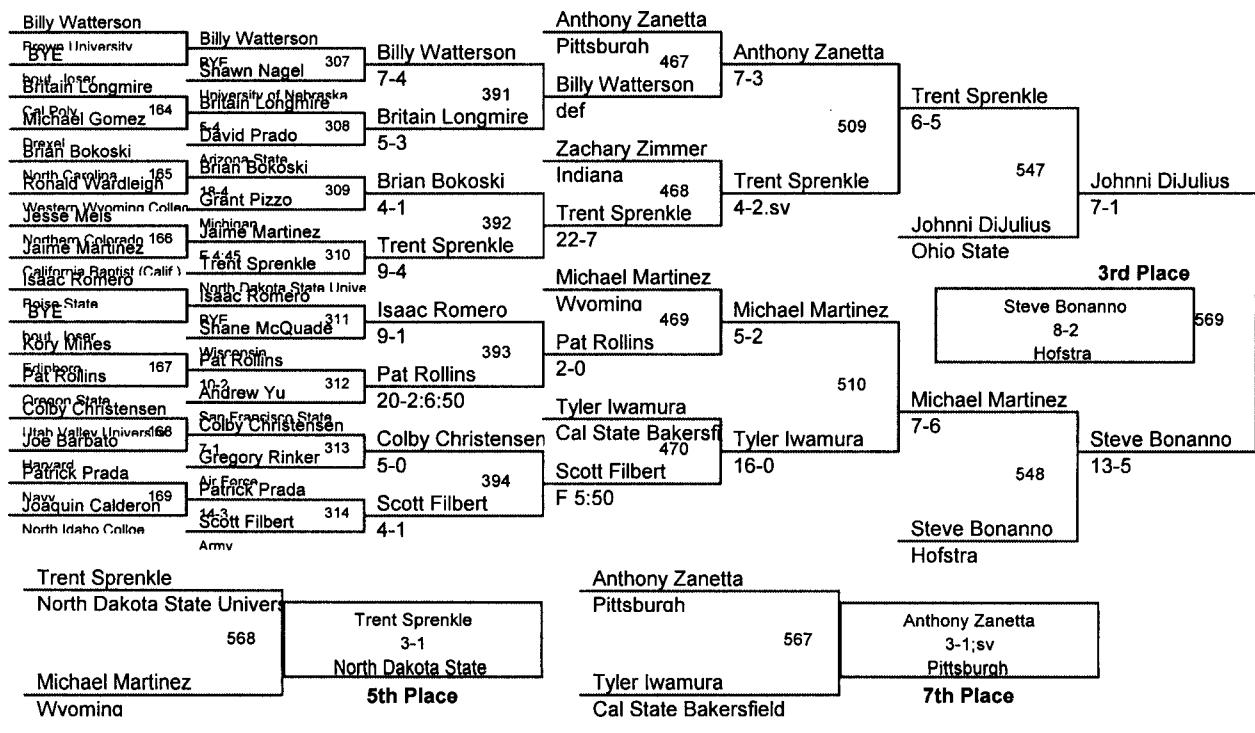 Billy Watterson
Brown University
BYE
bout loser
Britain Longmire
Cal Poly 164
Michael Gomez
Drexel
Brian Bokoski
North Carolina 165
Ronald Wardleigh
Western Wyoming Colleg
Jesse Meis
Northern Colorado 166
Jaime Martinez
California Baptist (Calif.)
Isaac Romero
Boise State
BYE
bout loser
Kory Mines
Edinboro 167
Pat Rollins
Oregon State
Colby Christensen
Utah Valley Universi
Joe Barbato
Harvard
Patrick Prada
Navy 169
Joaquin Calderon
North Idaho College
Billy Watterson
BYE 307
Shawn Nagel
University of Nebraska
Britain Longmire
5-4 308
David Prado
Arizona State
Brian Bokoski
18-4 309
Grant Pizzo
Michigan
Jaime Martinez
F 4:45 310
Trent Sprenkle
North Dakota State Unive
Isaac Romero
BYE 311
Shane McQuade
Wisconsin
Pat Rollins
10-2 312
Andrew Yu
San Francisco State
Colby Christensen
7-1 313
Gregory Rinker
Air Force
Patrick Prada
14-3 314
Scott Filbert
Army
Billy Watterson
7-4
391
Britain Longmire
5-3
Brian Bokoski
4-1
392
Trent Sprenkle
9-4
Isaac Romero
9-1
393
Pat Rollins
20-2:6:50
Colby Christensen
5-0
394
Scott Filbert
4-1
Anthony Zanetta
Pittsburgh
467
Billy Watterson
def
Zachary Zimmer
Indiana
468
Trent Sprenkle
22-7
Michael Martinez
Wyoming
469
Pat Rollins
2-0
Tyler Iwamura
Cal State Bakersfi
470
Scott Filbert
F 5:50
Anthony Zanetta
7-3
509
Trent Sprenkle
4-2.sv
Michael Martinez
5-2
510
Tyler Iwamura
16-0
Trent Sprenkle
6-5
547
Johnni DiJulius
Ohio State
Michael Martinez
7-6
548
Steve Bonanno
Hofstra
Johnni DiJulius
7-1
Steve Bonanno
13-5
3rd Place
Steve Bonanno
8-2
Hofstra
569
Trent Sprenkle
North Dakota State Univers
568
Michael Martinez
Wyoming
Trent Sprenkle
3-1
North Dakota State
5th Place
Anthony Zanetta
Pittsburgh
567
Tyler Iwamura
Cal State Bakersfield
Anthony Zanetta
3-1;sv
Pittsburgh
7th Place